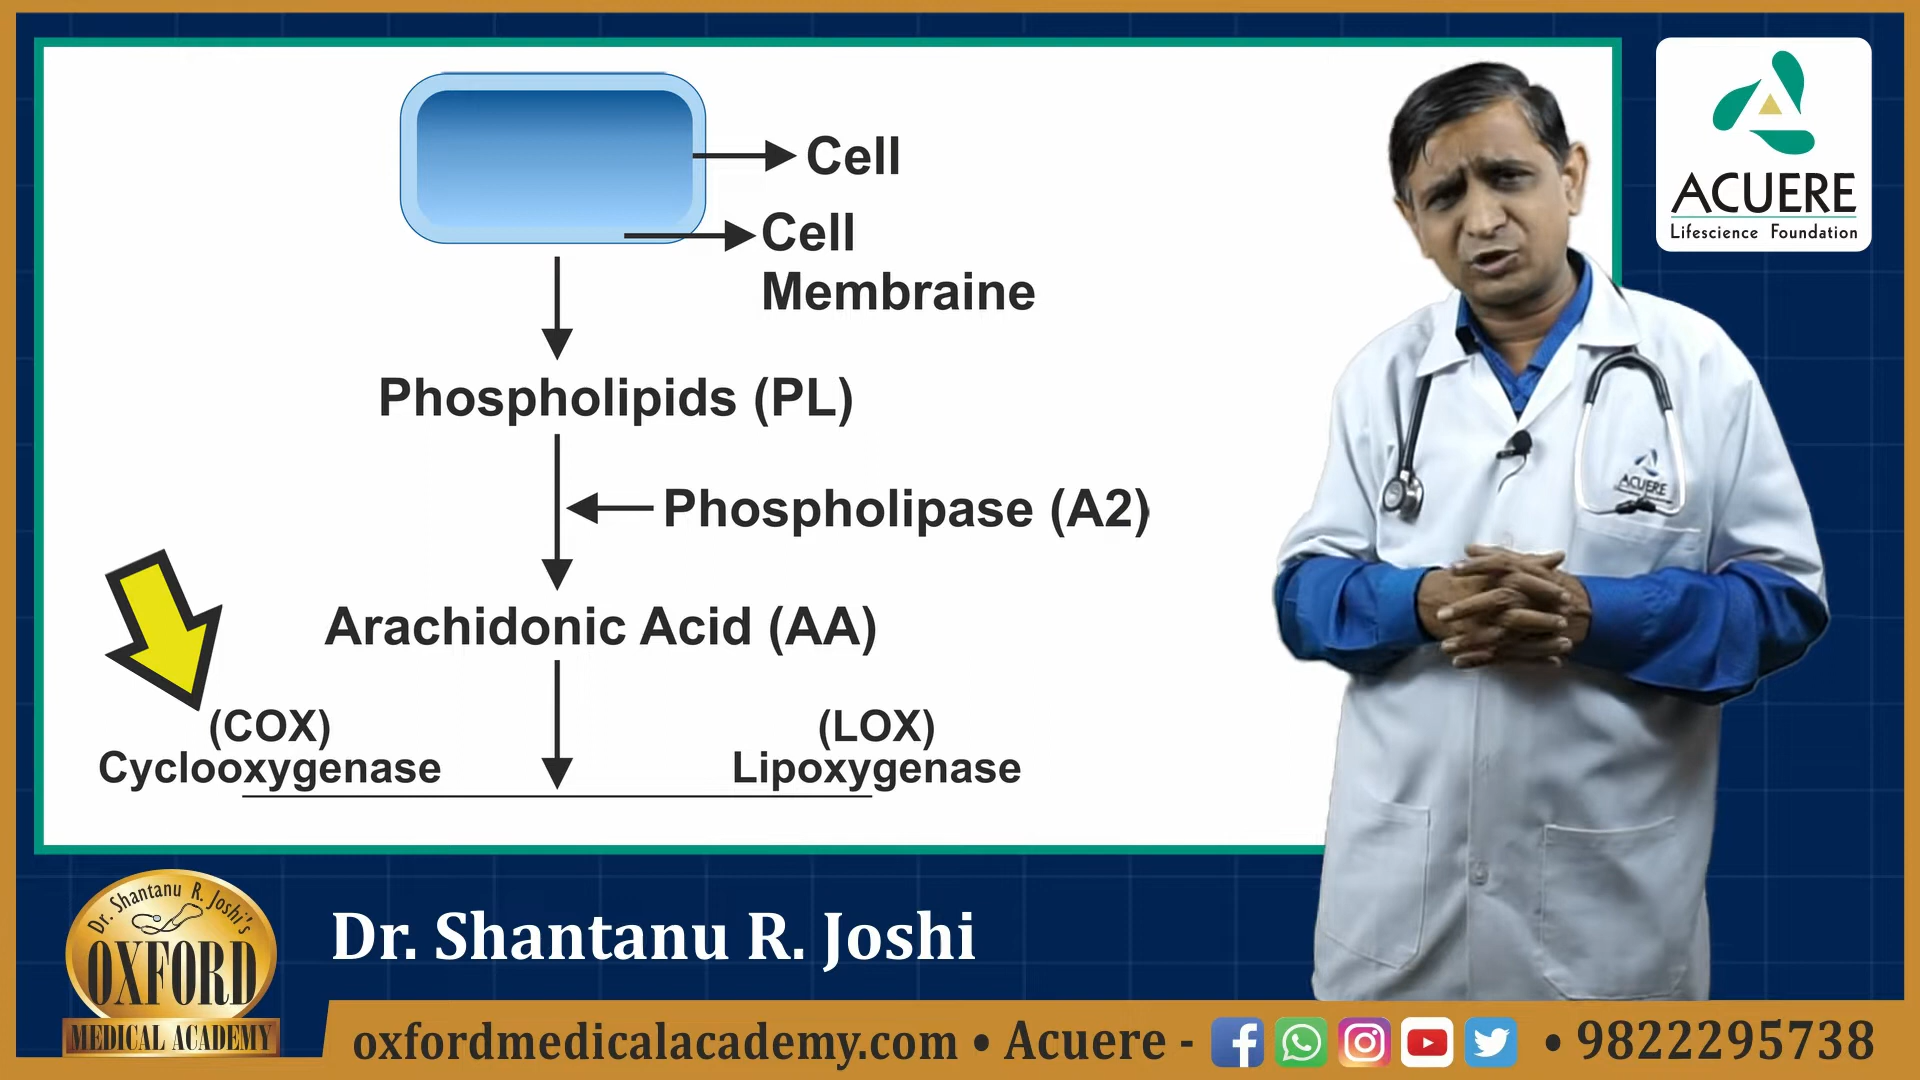 Cell
Cell
Membraine
Phospholipids (PL)
Phospholipase (A2)
Arachidonic Acid (AA)
(COX)
Cyclooxygenase
(LOX)
Lipoxygenase
ACUERE
Lifescience Foundation
ACUERE
Dr. Shantanu R. Joshi's
OXFORD
MEDICAL ACADEMY
Dr. Shantanu R. Joshi
oxfordmedicalacademy.com • Acuere - • 9822295738